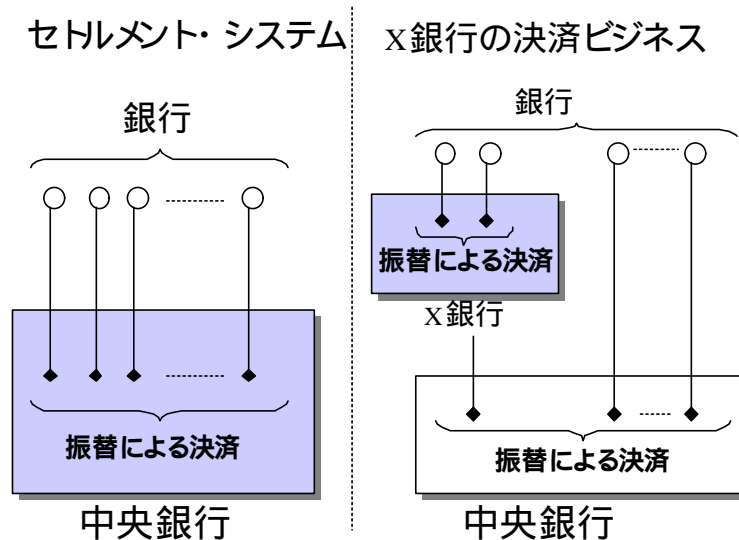 セトルメント・システム
銀行
振替による決済
中央銀行
X銀行の決済ビジネス
銀行
振替による決済
X銀行
振替による決済
中央銀行